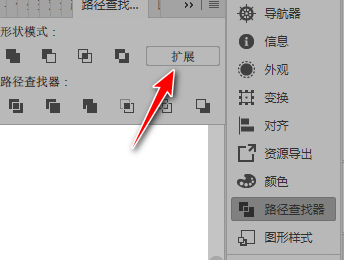 路径查找...
形状模式：
扩展
路径查找器：
导航器
信息
外观
变换
对齐
资源导出
颜色
路径查找器
图形样式